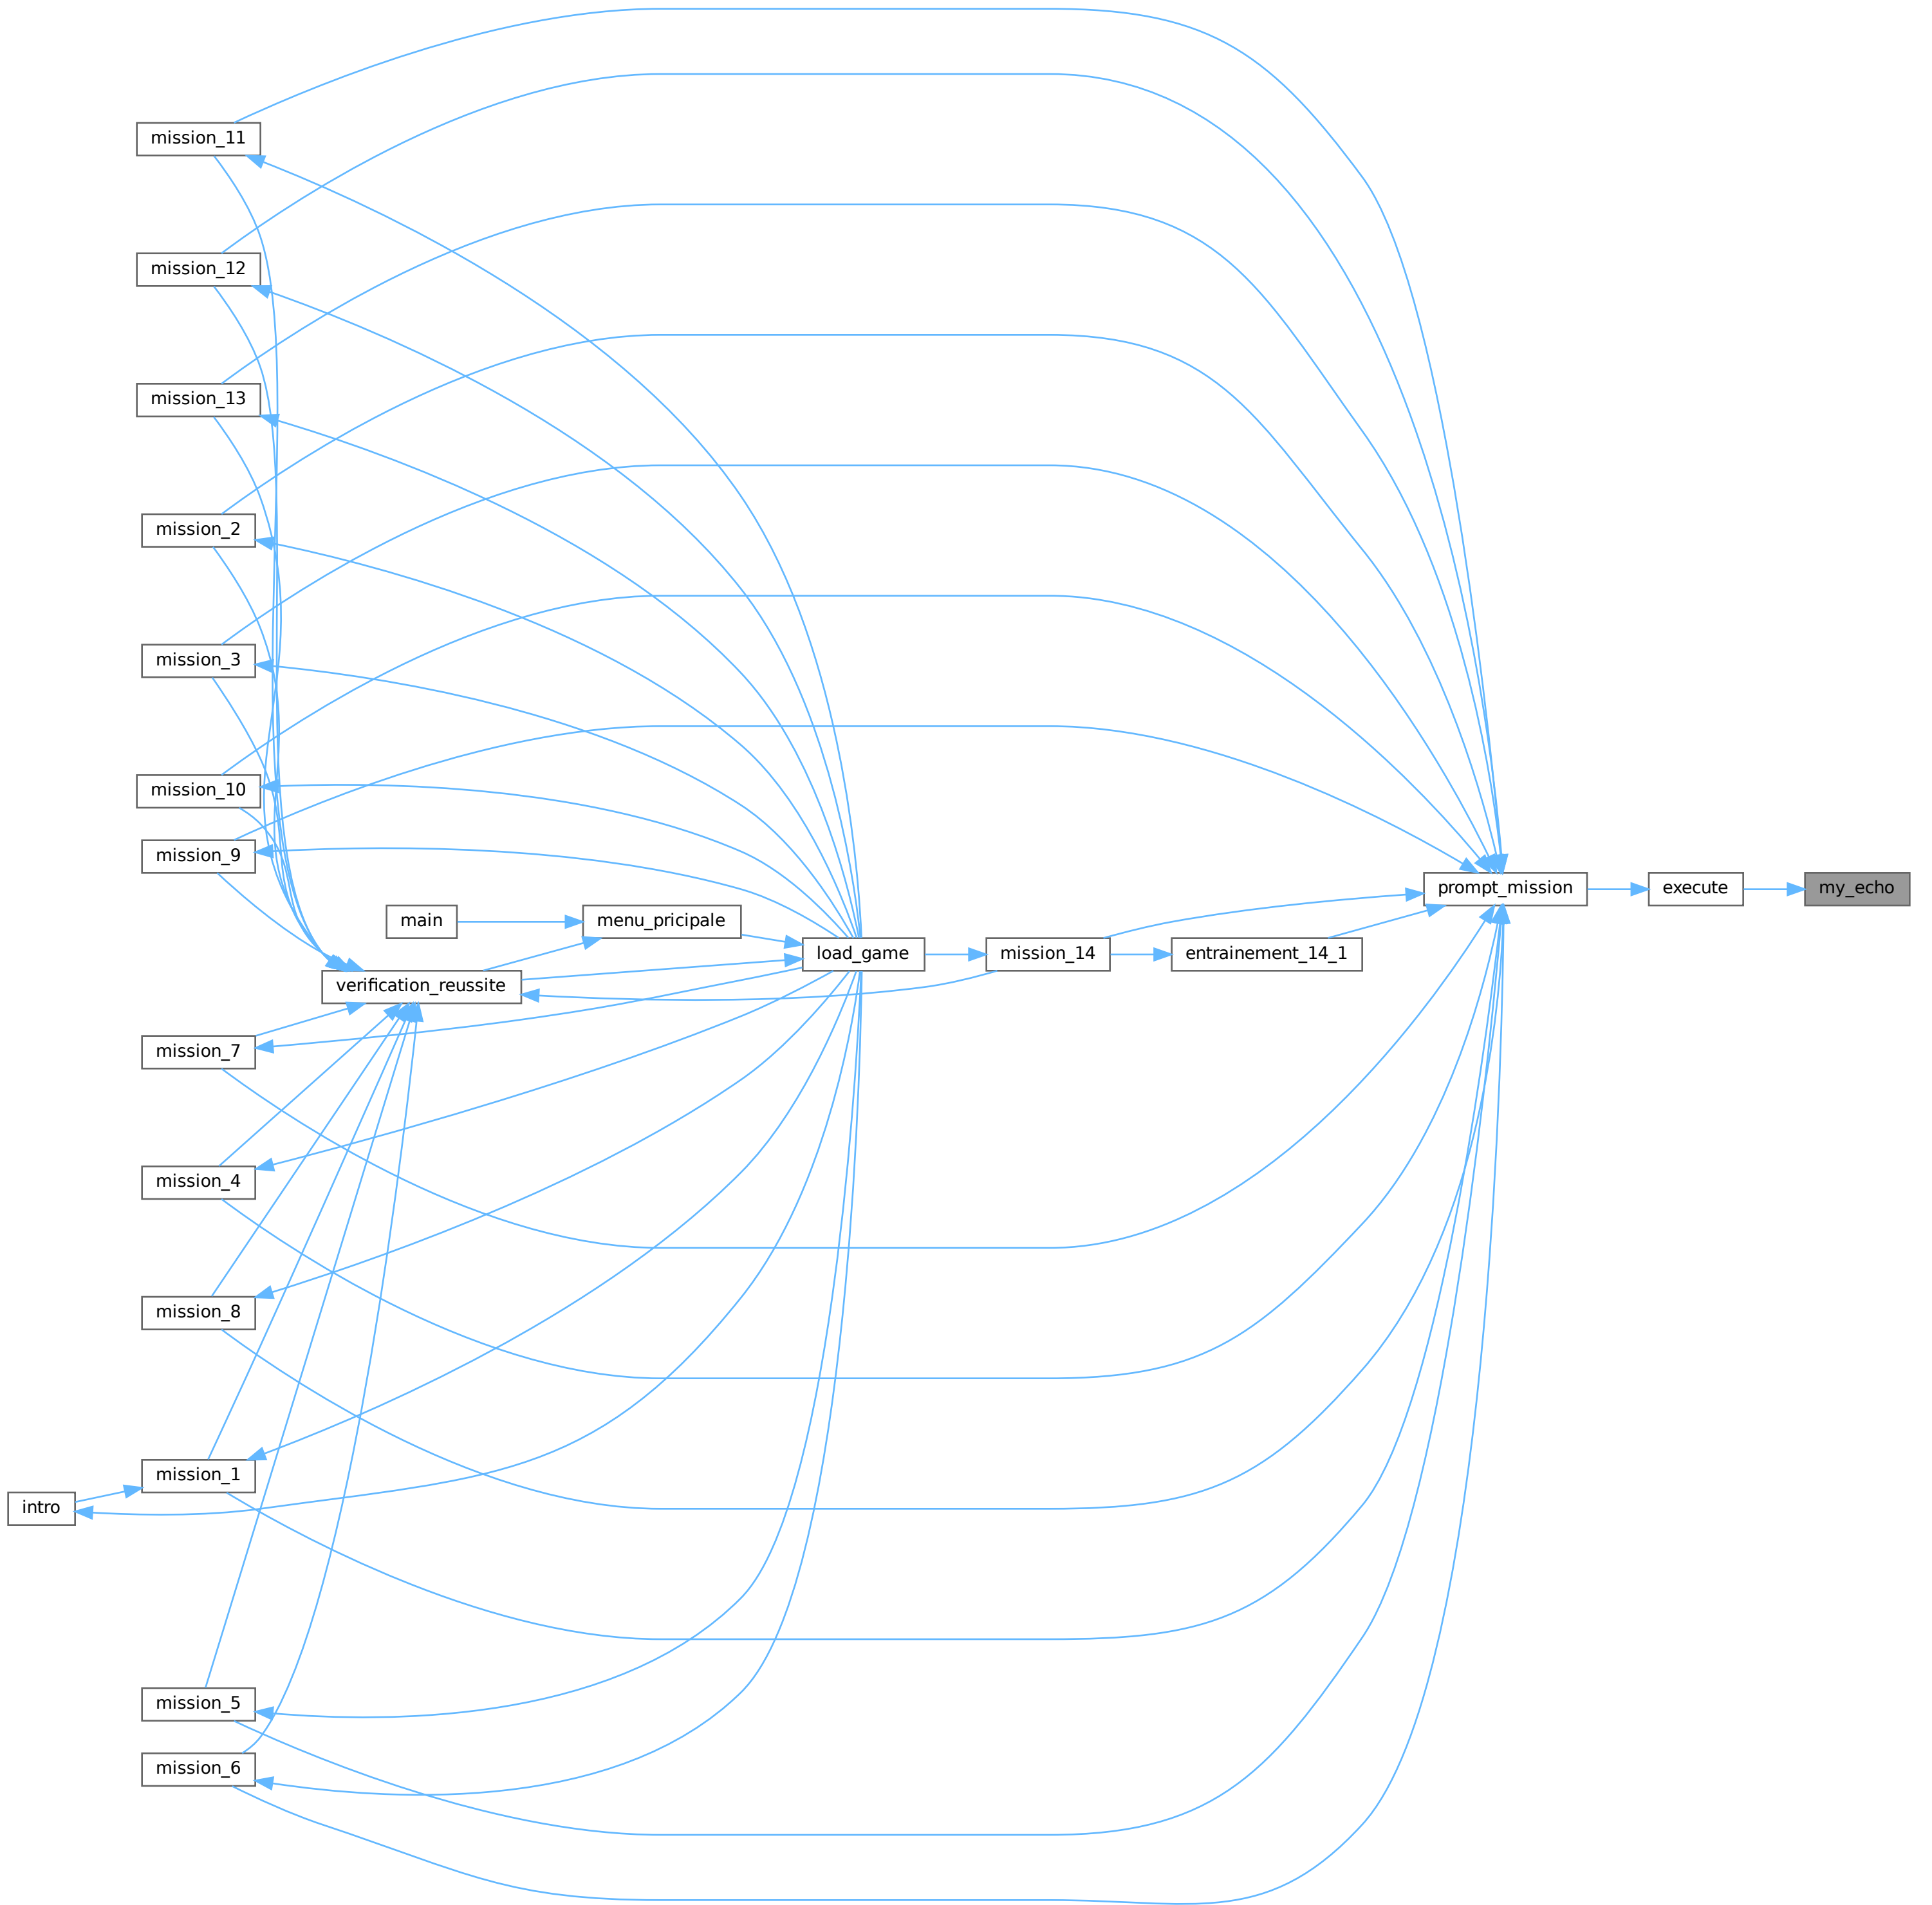 mission_11
mission_12
mission_13
mission_2
mission_3
mission_10
mission_9
prompt_mission
execute
my_echo
main
menu_pricipale
load_game
mission_14
entrainement_14_1
verification_reussite
mission_7
mission_4
mission_8
mission_1
intro
mission_5
mission_6